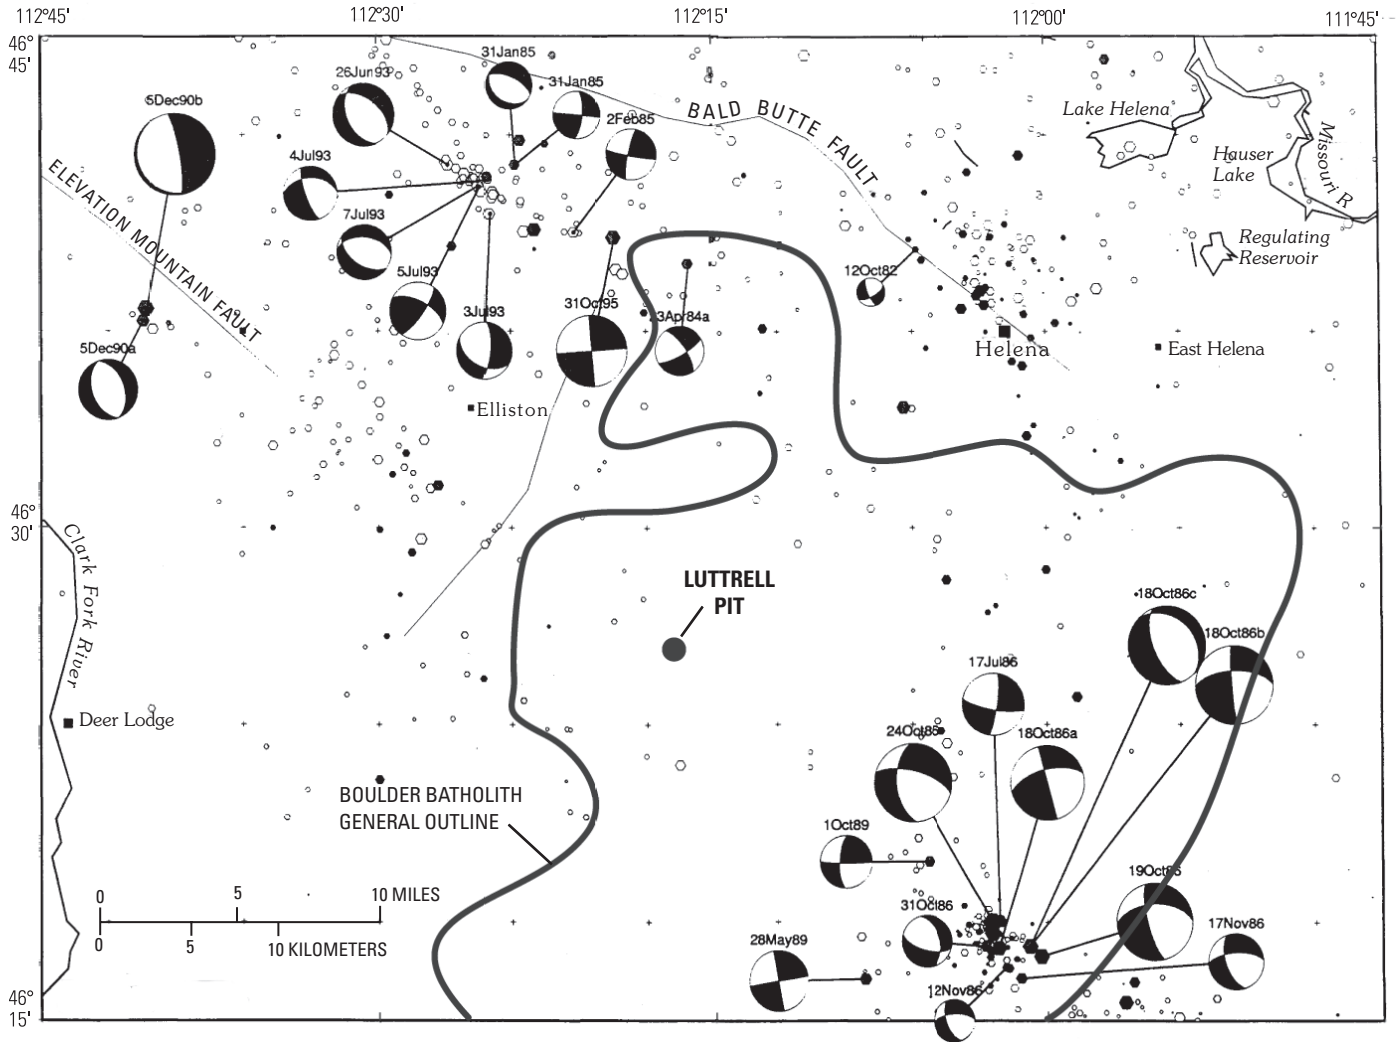 112°45'
112°30'
112°15'
112°00'
111°45'
46°
45'
31Jan85
26Jun93
31Jan85
5Dec90b
2Feb85
BALD BUTTE FAULT
Lake Helena
Missouri R
Hauser
Lake
4Jul93
ELEVATION MOUNTAIN FAULT
7Jul93
Regulating
Reservoir
5Jul93
12Oct82
3Jul93
31Oct95
23Apr84a
5Dec90a
Helena
East Helena
Elliston
46°
30'
Clark Fork River
LUTTRELL
PIT
18Oct86c
18Oct86b
17Jul86
Deer Lodge
24Oct85
18Oct86a
BOULDER BATHOLITH
GENERAL OUTLINE
1Oct89
0 5 10 MILES
0 5 10 KILOMETERS
19Oct86
31Oct86
17Nov86
28May89
12Nov86
46°
15'